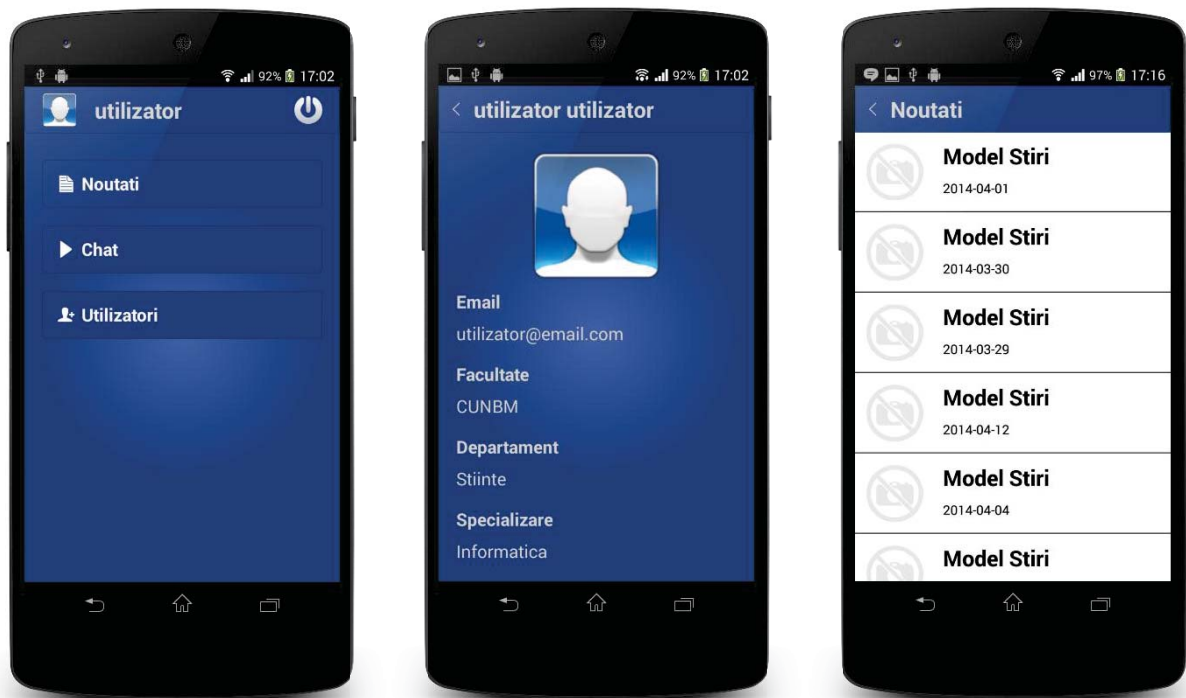 92% 17:02
utilizator
Noutati
Chat
Utilizatori
92% 17:02
utilizator utilizator
Email
utilizator@email.com
Facultate
CUNBM
Departament
Stiinte
Specializare
Informatica
97% 17:16
Noutati
Model Stiri
2014-04-01
Model Stiri
2014-03-30
Model Stiri
2014-03-29
Model Stiri
2014-04-12
Model Stiri
2014-04-04
Model Stiri